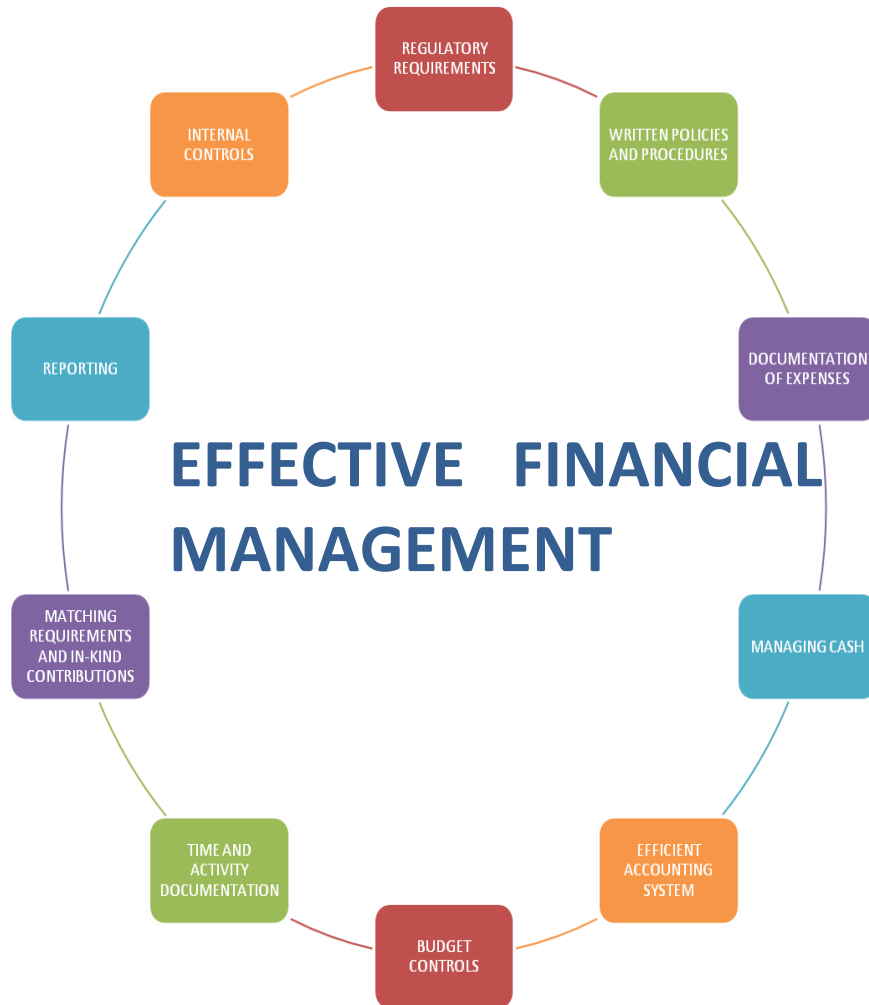 REGULATORY
REQUIREMENTS
WRITTEN POLICIES
AND PROCEDURES
DOCUMENTATION
OF EXPENSES
MANAGING CASH
EFFICIENT
ACCOUNTING
SYSTEM
BUDGET
CONTROLS
TIME AND
ACTIVITY
DOCUMENTATION
MATCHING
REQUIREMENTS
AND IN-KIND
CONTRIBUTIONS
REPORTING
INTERNAL
CONTROLS
EFFECTIVE FINANCIAL
MANAGEMENT